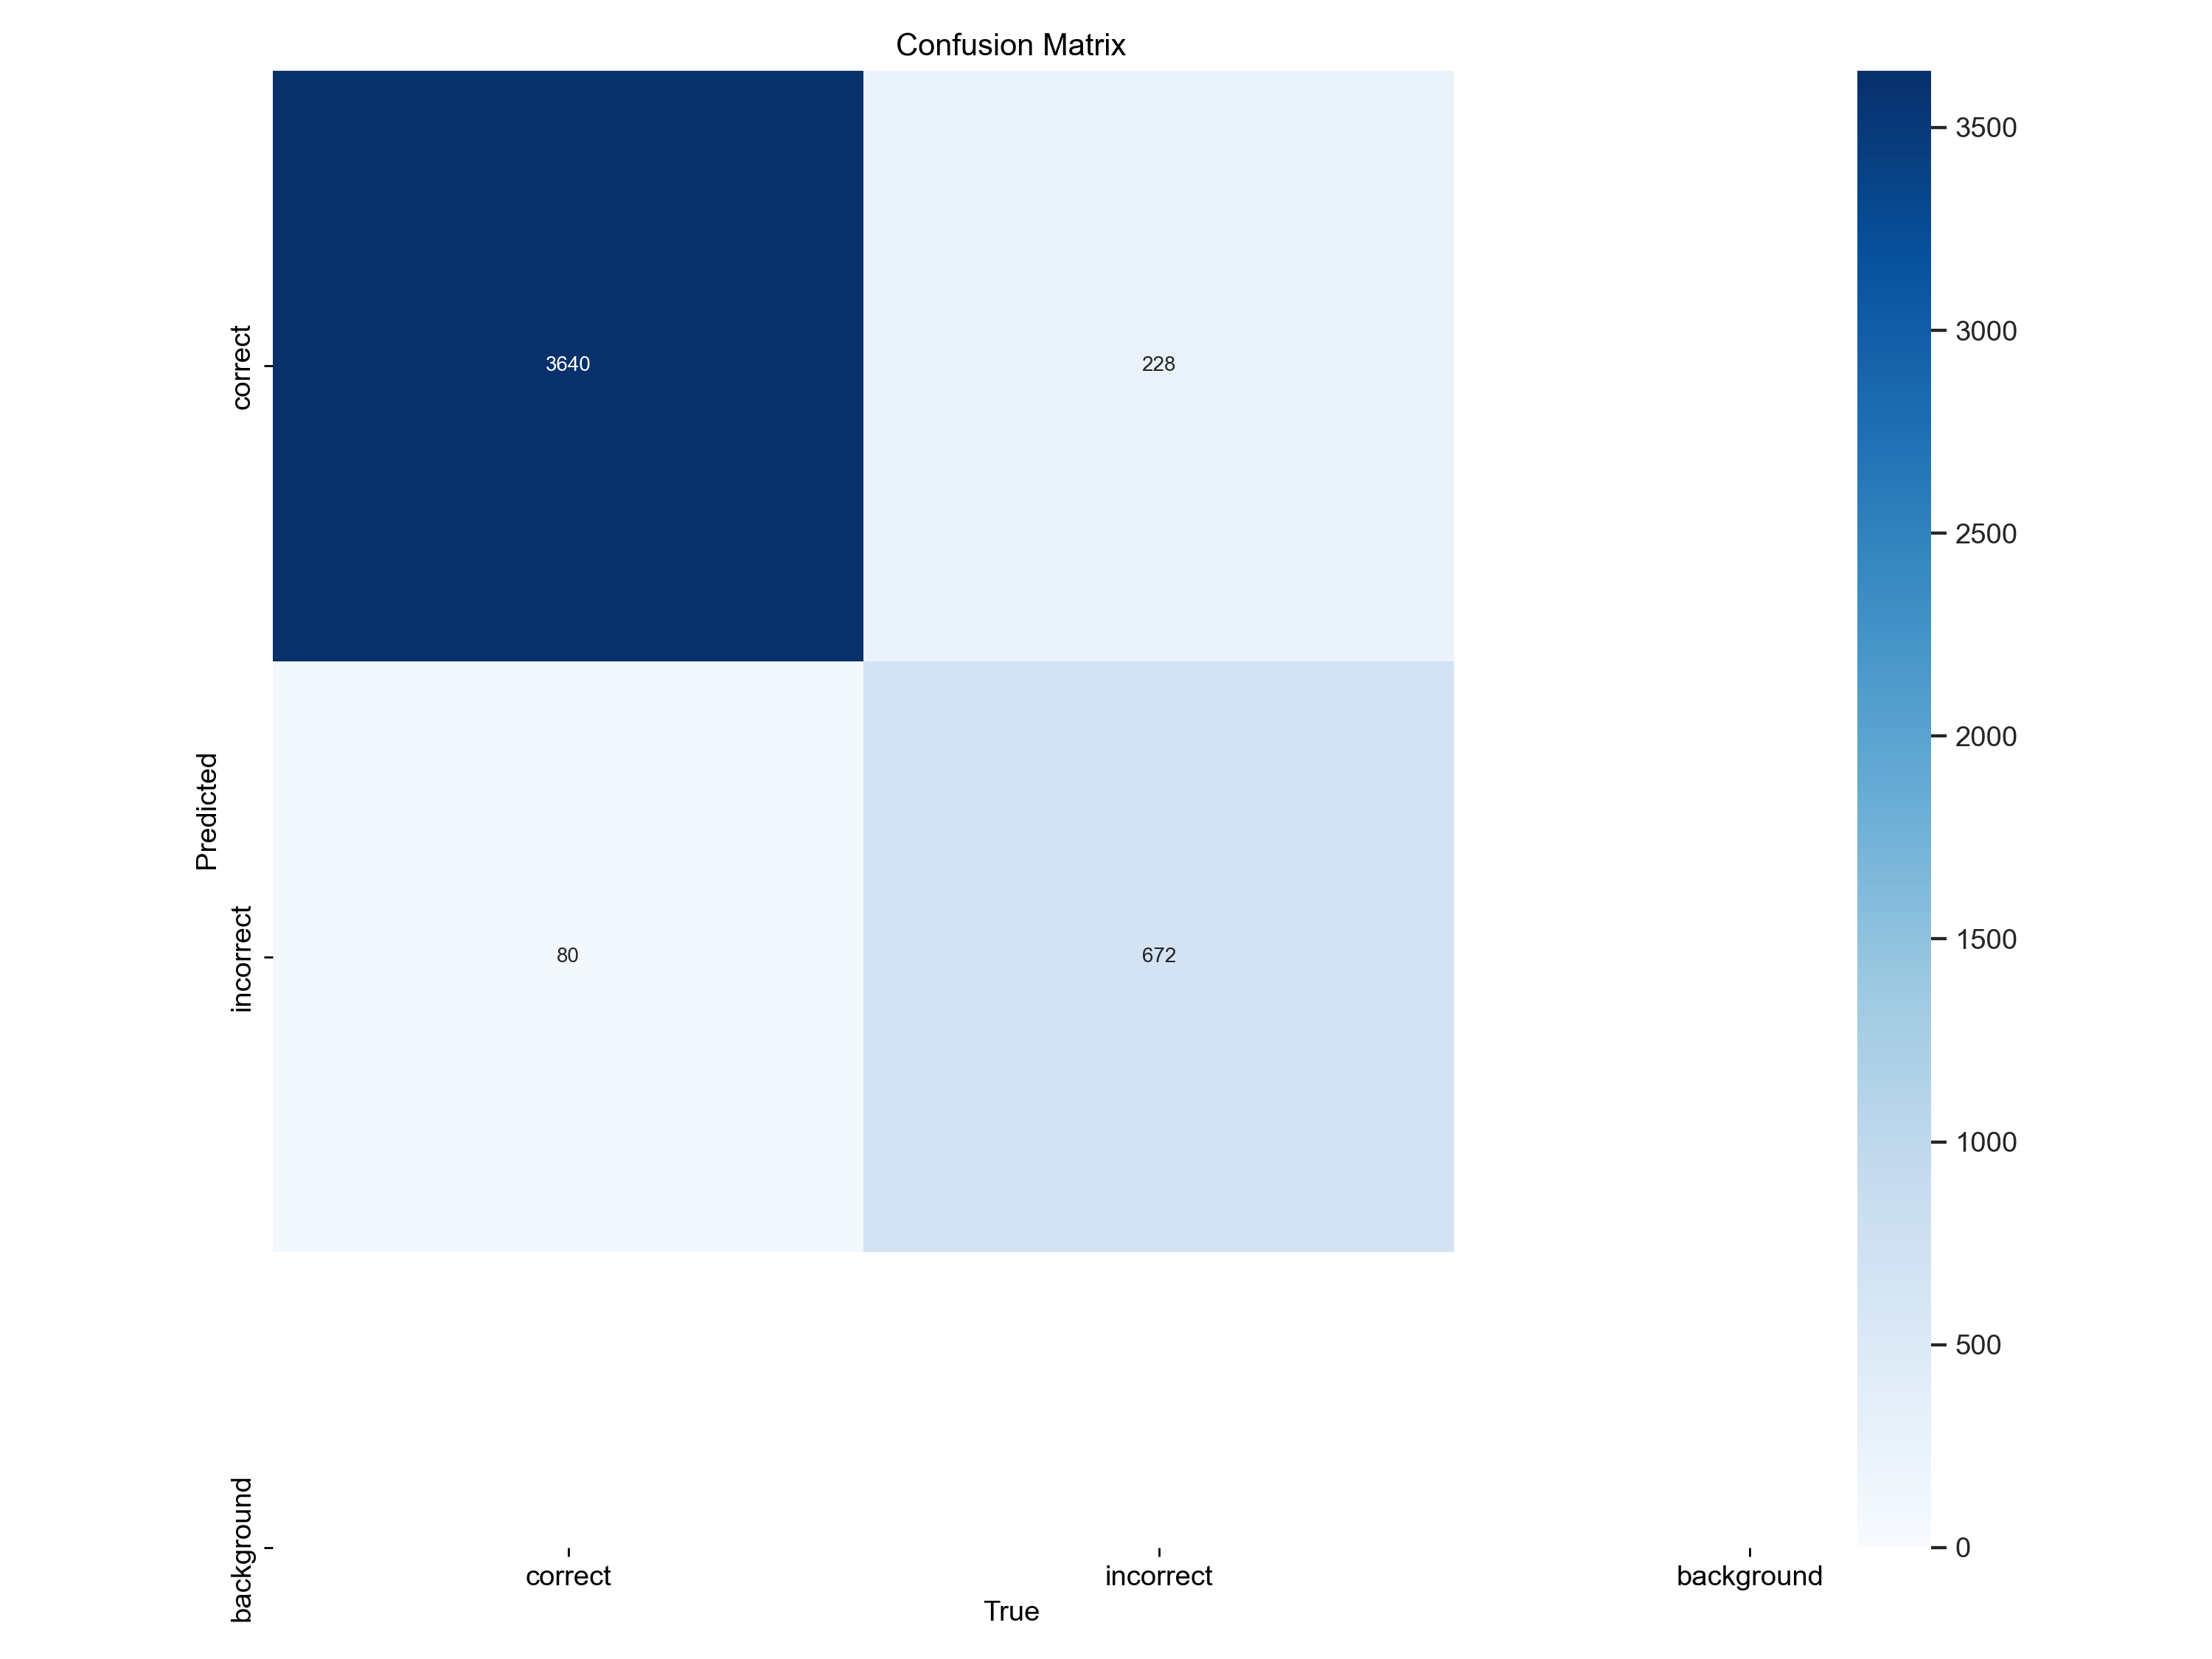 Confusion Matrix
3500
3000
2500
2000
1500
1000
500
0
Predicted
correct
incorrect
background
3640
228
80
672
correct
incorrect
background
True